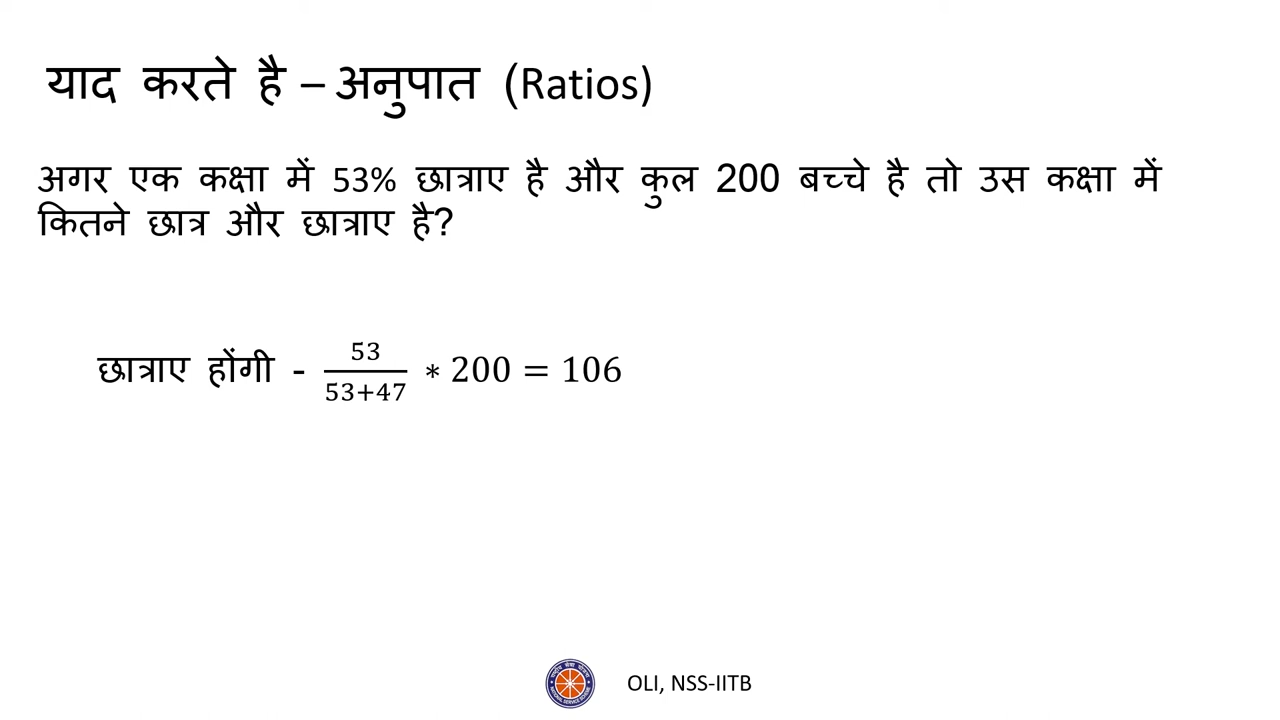 याद करते है – अनुपात (Ratios)
अगर एक कक्षा में 53% छात्राए है और कुल 200 बच्चे है तो उस कक्षा में
कितने छात्र और छात्राए है?
छात्राए होंगी - \frac{53}{53+47} * 200 = 106
OLI, NSS-IITB